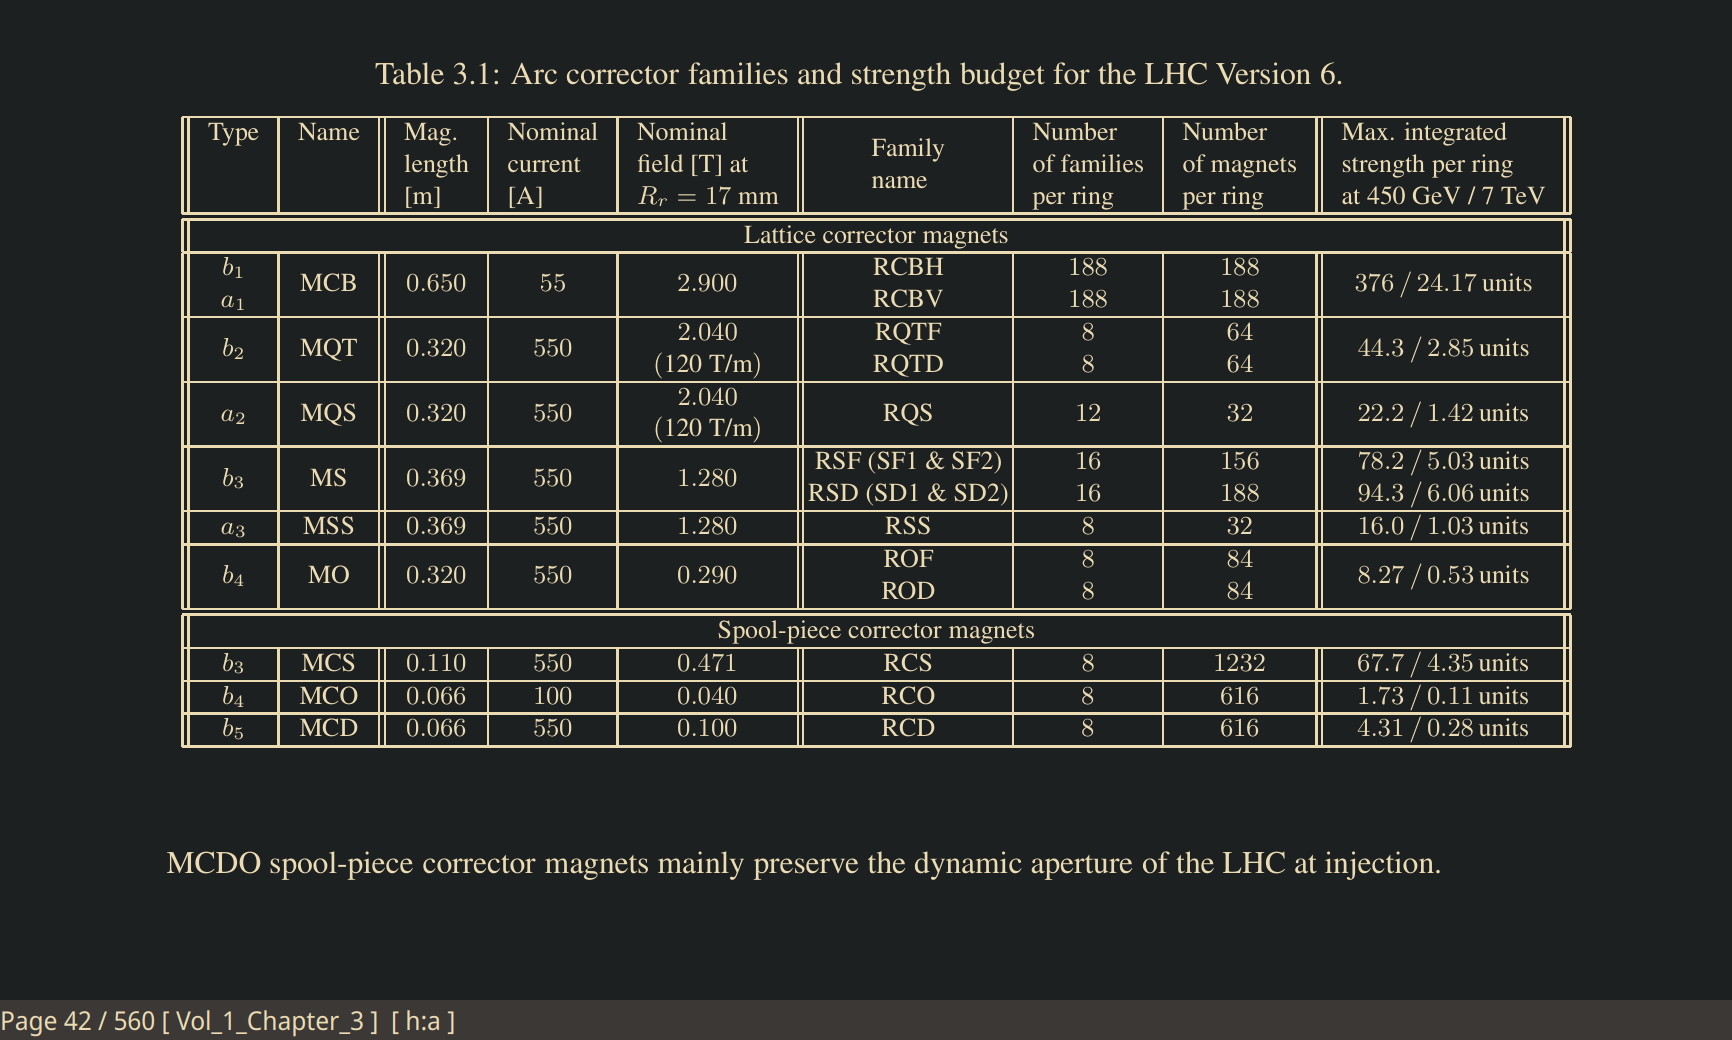 Table 3.1: Arc corrector families and strength budget for the LHC Version 6.
Type Name Mag. length [m] Nominal current [A] Nominal field [T] at R_r = 17 mm Family name Number of families per ring Number of magnets per ring Max. integrated strength per ring at 450 GeV / 7 TeV
Lattice corrector magnets
b1 a1 MCB 0.650 55 2.900 RCBH 188 188 376 / 24.17 units
RCBV 188 188
b2 MQT 0.320 550 2.040 (120 T/m) RQTF 8 64 44.3 / 2.85 units
RQTD 8 64
a2 MQS 0.320 550 2.040 (120 T/m) RQS 12 32 22.2 / 1.42 units
b3 MS 0.369 550 1.280 RSF (SF1 & SF2) 16 156 78.2 / 5.03 units
RSD (SD1 & SD2) 16 188 94.3 / 6.06 units
a3 MSS 0.369 550 1.280 RSS 8 32 16.0 / 1.03 units
b4 MO 0.320 550 0.290 ROF 8 84 8.27 / 0.53 units
ROD 8 84
Spool-piece corrector magnets
b3 MCS 0.110 550 0.471 RCS 8 1232 67.7 / 4.35 units
b4 MCO 0.066 100 0.040 RCO 8 616 1.73 / 0.11 units
b5 MCD 0.066 550 0.100 RCD 8 616 4.31 / 0.28 units
MCDO spool-piece corrector magnets mainly preserve the dynamic aperture of the LHC at injection.
Page 42 / 560 [ Vol_1_Chapter_3 ] [ h:a ]